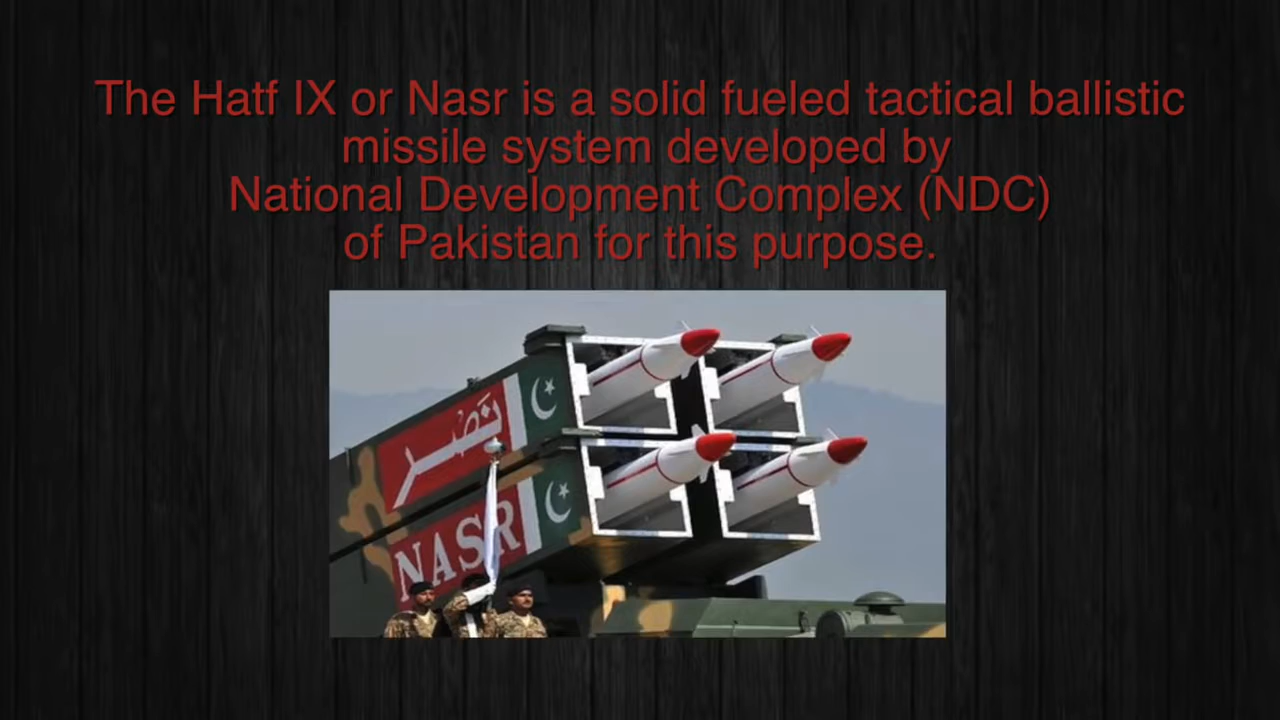 The Hatf IX or Nasr is a solid fueled tactical ballistic
missile system developed by
National Development Complex (NDC)
of Pakistan for this purpose.
نصر
NASR